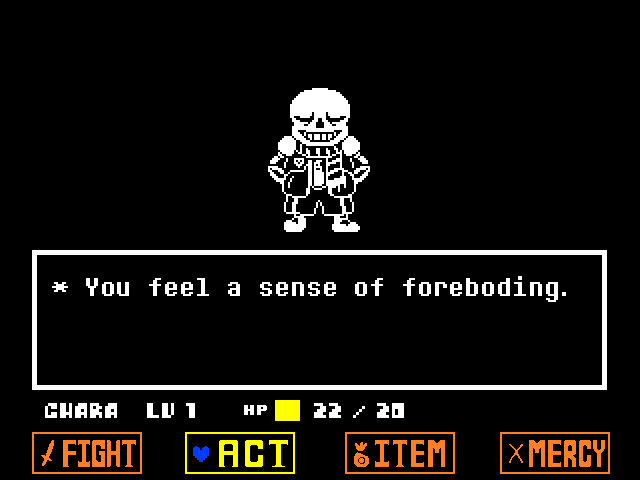 * You feel a sense of foreboding.
CHARA LV 1 HP 22 / 20
FIGHT ACT ITEM MERCY